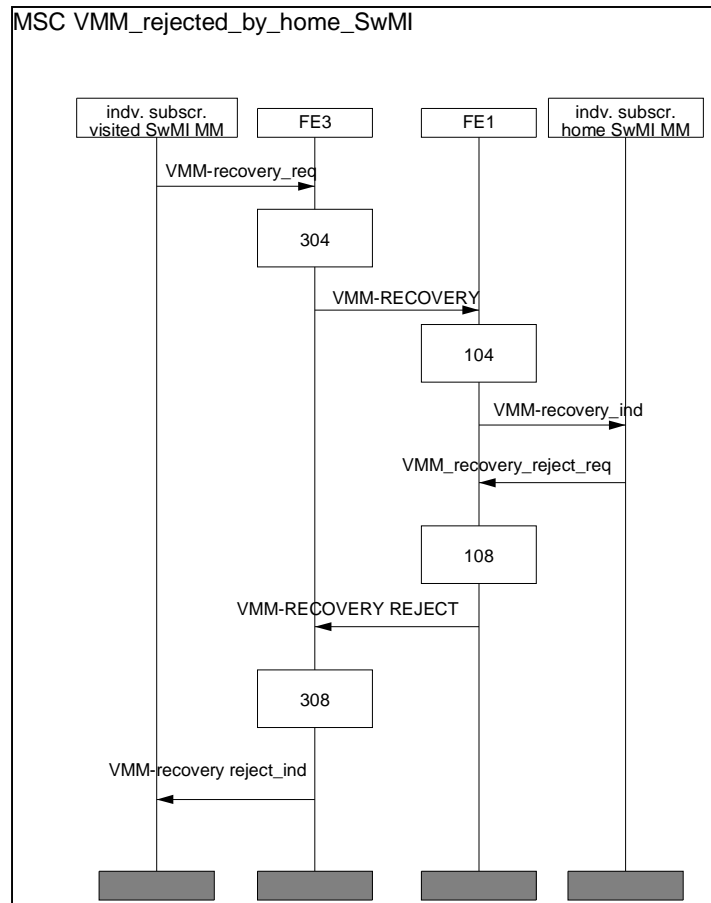 MSC VMM_rejected_by_home_SwMI
indv. subscr.
visited SwMI MM
FE3
FE1
indv. subscr.
home SwMI MM
VMM-recovery_req
304
VMM-RECOVERY
104
VMM-recovery_ind
VMM_recovery_reject_req
108
VMM-RECOVERY REJECT
308
VMM-recovery reject_ind